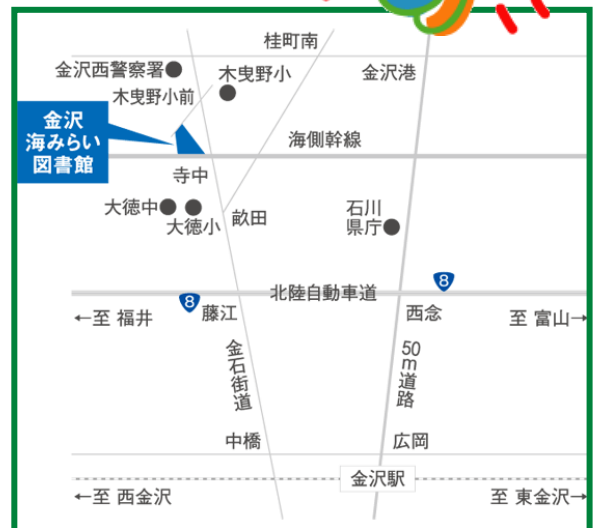 桂町南
金沢西警察署
木曳野小
金沢港
木曳野小前
金沢
海みらい
図書館
海側幹線
寺中
大徳中
大徳小
畝田
石川
県庁
8
北陸自動車道
8
←至 福井
藤江
西念
至 富山→
金石街道
50m道路
中橋
広岡
金沢駅
←至 西金沢
至 東金沢→